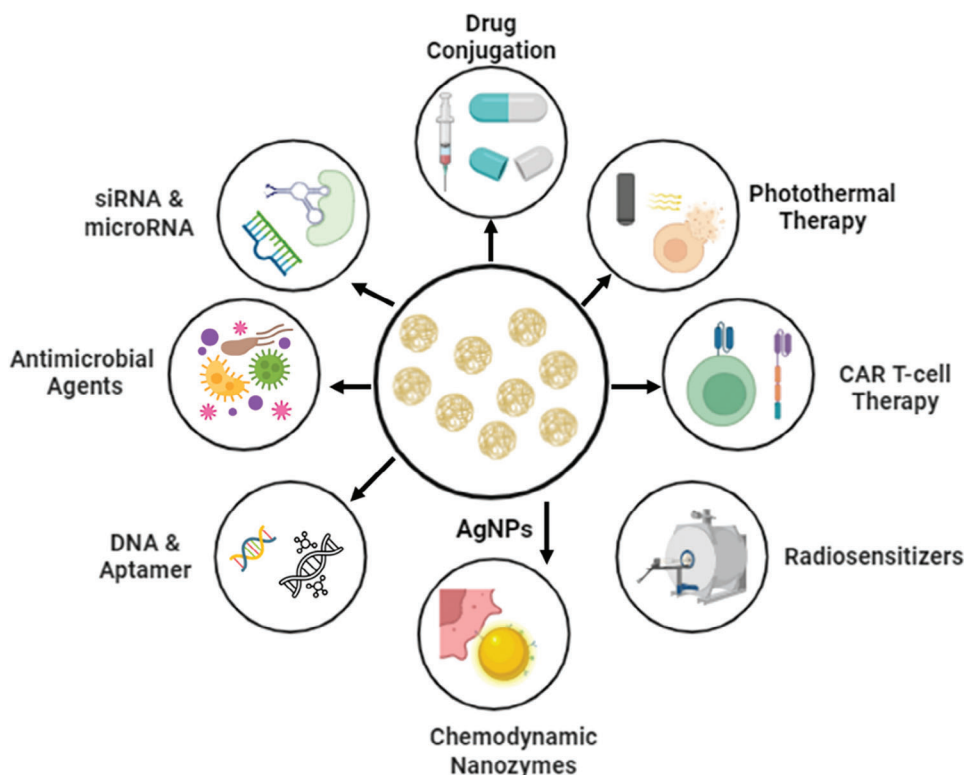 Drug
Conjugation
siRNA &
microRNA
Photothermal
Therapy
Antimicrobial
Agents
CAR T-cell
Therapy
DNA &
Aptamer
AgNPs
Radiosensitizers
Chemodynamic
Nanozymes